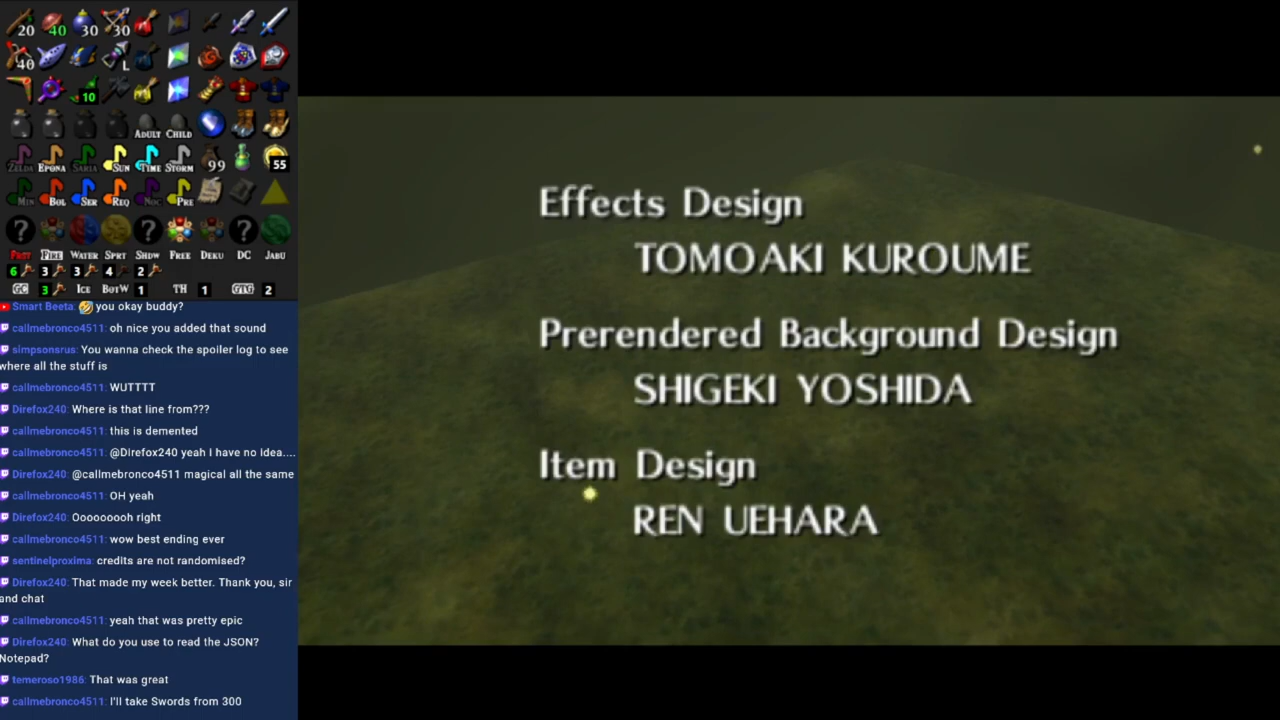 20 40 30 30
40 L
10
ADULT CHILD
ZELDA EPONA SARIA SUN TIME STORM 99 55
MIN BOL SER REQ NOC PRE
? ? ?
FAST FIRE WATER SPRT SHDW FREE DEKU DC JABU
6 3 3 4 2
GC 3 ICE BOTW 1 TH 1 GTG 2
Smart Beeta: 🤣 you okay buddy?
callmebronco4511: oh nice you added that sound
simpsonsrus: You wanna check the spoiler log to see
where all the stuff is
callmebronco4511: WUTTTT
Direfox240: Where is that line from???
callmebronco4511: this is demented
callmebronco4511: @Direfox240 yeah I have no idea....
Direfox240: @callmebronco4511 magical all the same
callmebronco4511: OH yeah
Direfox240: Ooooooooh right
callmebronco4511: wow best ending ever
sentinelproxima: credits are not randomised?
Direfox240: That made my week better. Thank you, sir
and chat
callmebronco4511: yeah that was pretty epic
Direfox240: What do you use to read the JSON?
Notepad?
temeroso1986: That was great
callmebronco4511: I'll take Swords from 300
Effects Design
TOMOAKI KUROUME
Prerendered Background Design
SHIGEKI YOSHIDA
Item Design
REN UEHARA